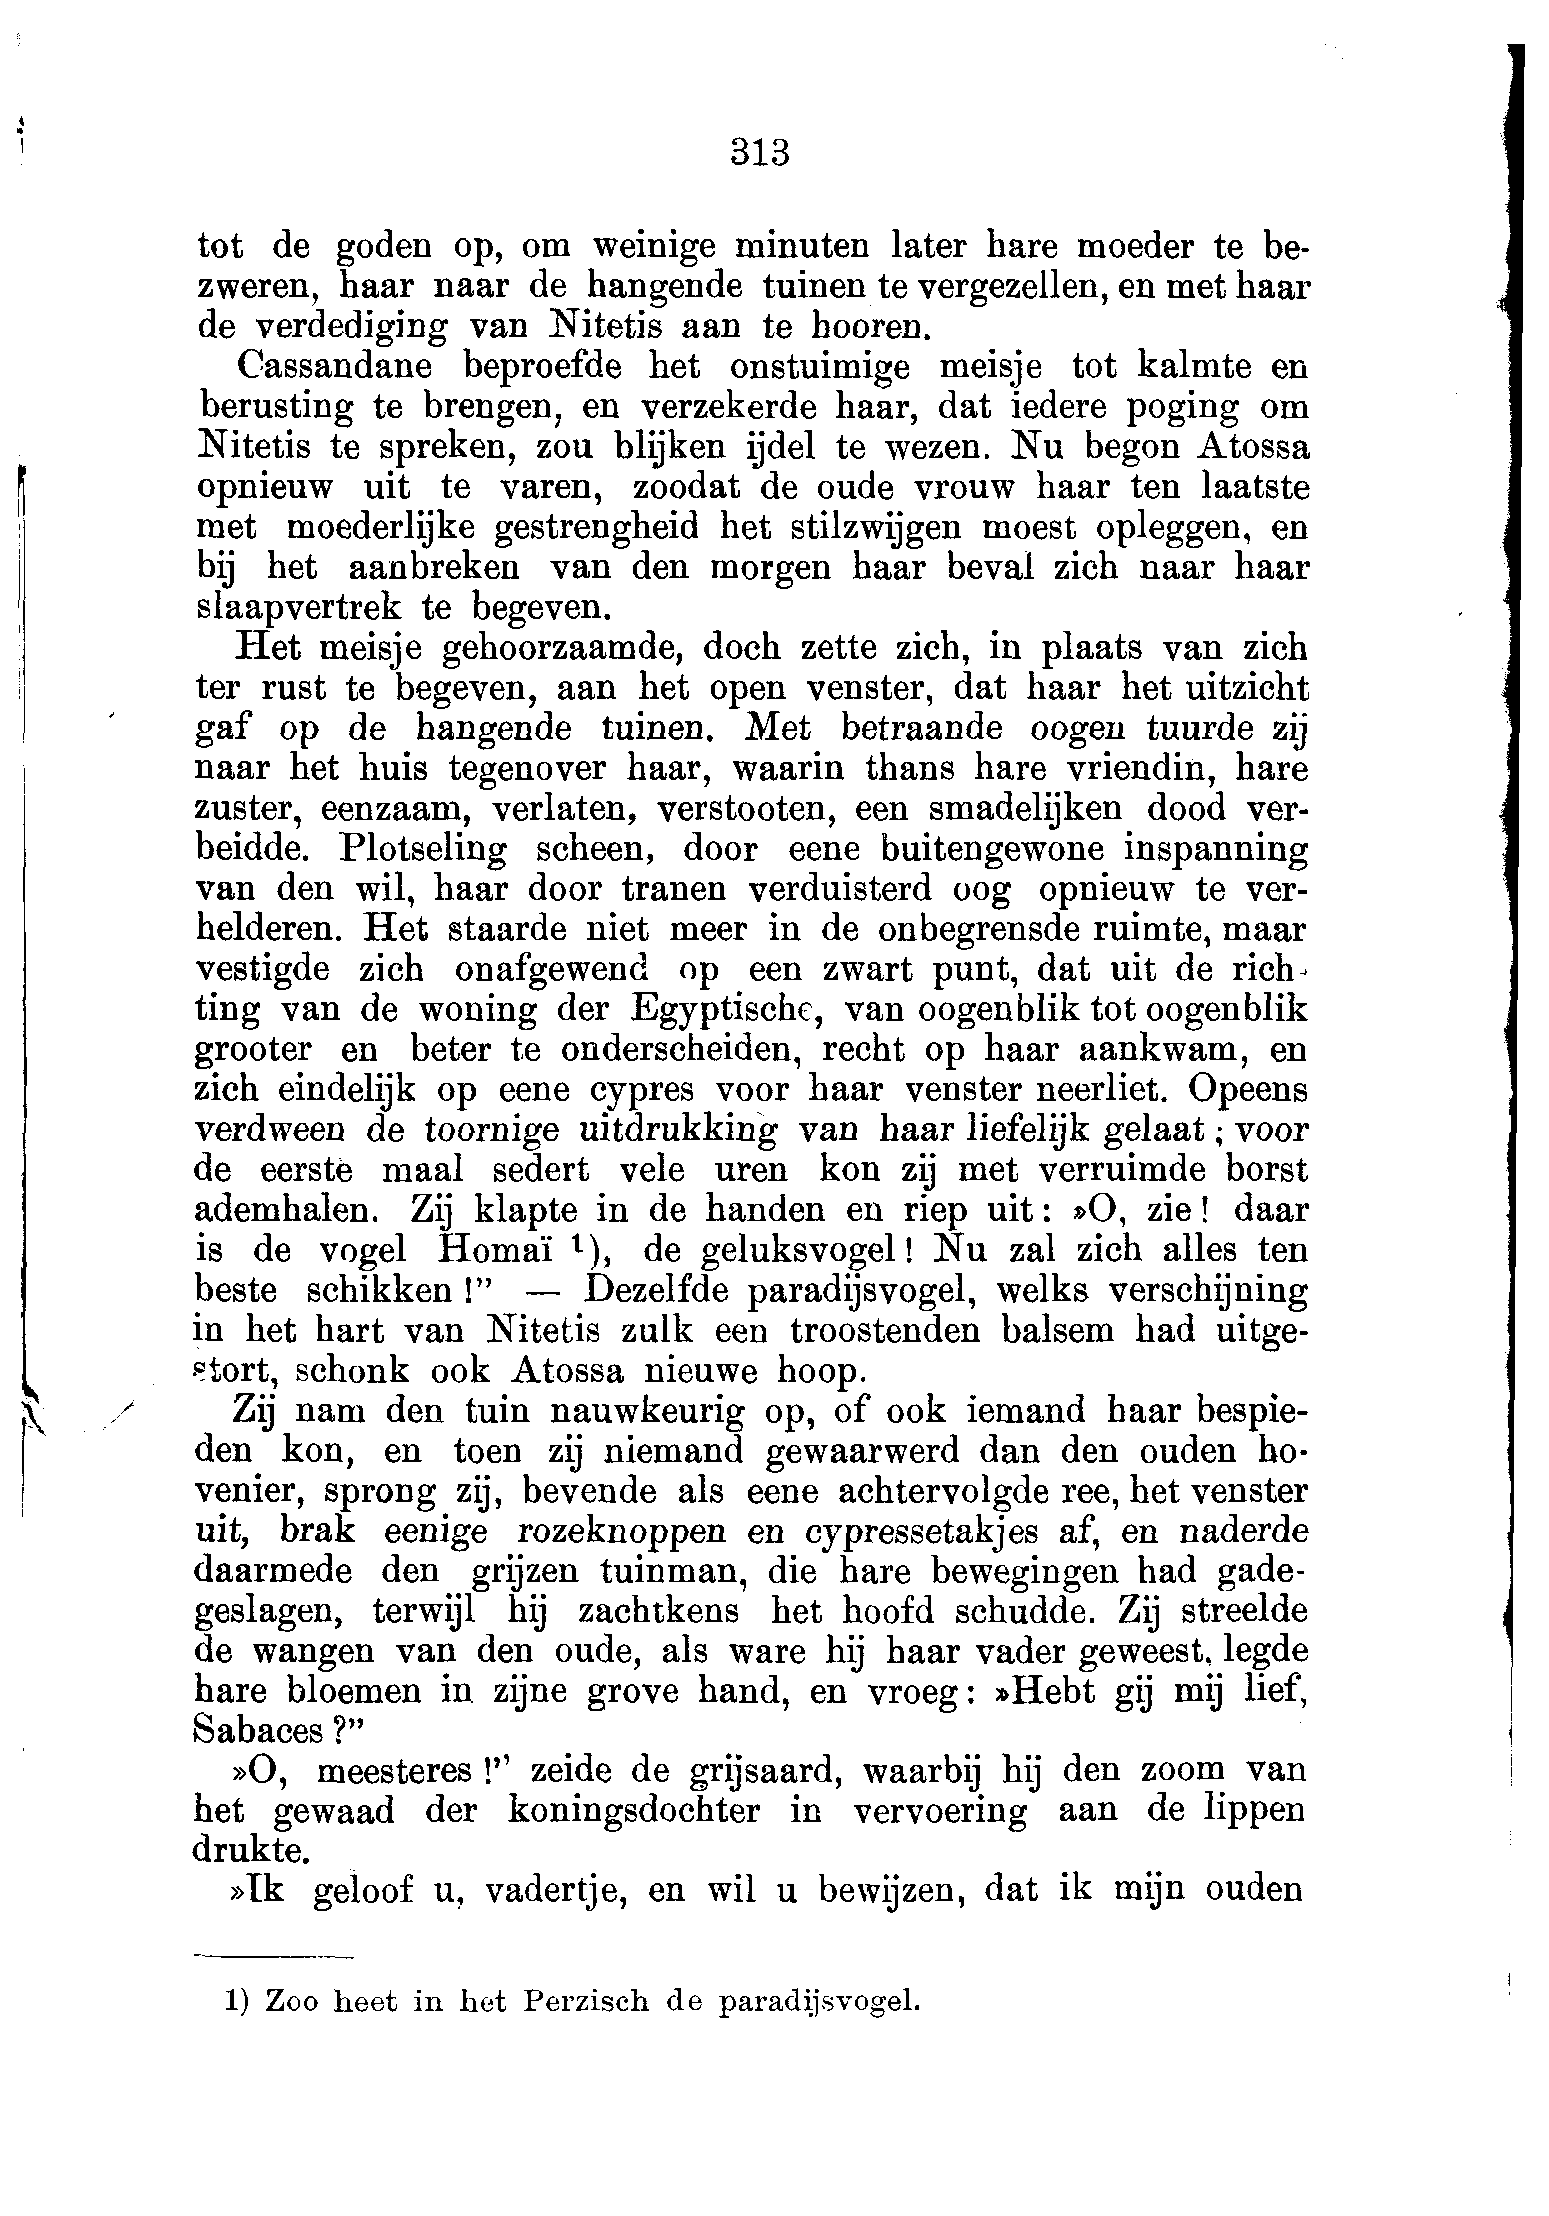 313
tot de goden op, om weinige minuten later hare moeder te be-
zweren, haar naar de hangende tuinen te vergezellen, en met haar
de verdediging van Nitetis aan te hooren.
Cassandane beproefde het onstuimige meisje tot kalmte en
berusting te brengen, en verzekerde haar, dat iedere poging om
Nitetis te spreken, zou blijken ijdel te wezen. Nu begon Atossa
opnieuw uit te varen, zoodat de oude vrouw haar ten laatste
met moederlijke gestrengheid het stilzwijgen moest opleggen, en
bij het aanbreken van den morgen haar beval zich naar haar
slaapvertrek te begeven.
Het meisje gehoorzaamde, doch zette zich, in plaats van zich
ter rust te begeven, aan het open venster, dat haar het uitzicht
gaf op de hangende tuinen. Met betraande oogen tuurde zij
naar het huis tegenover haar, waarin thans hare vriendin, hare
zuster, eenzaam, verlaten, verstooten, een smadelijken dood ver-
beidde. Plotseling scheen, door eene buitengewone inspanning
van den wil, haar door tranen verduisterd oog opnieuw te ver-
helderen. Het staarde niet meer in de onbegrensde ruimte, maar
vestigde zich onafgewend op een zwart punt, dat uit de rich-
ting van de woning der Egyptische, van oogenblik tot oogenblik
grooter en beter te onderscheiden, recht op haar aankwam, en
zich eindelijk op eene cypres voor haar venster neerliet. Opeens
verdween de toornige uitdrukking van haar liefelijk gelaat; voor
de eerste maal sedert vele uren kon zij met verruimde borst
ademhalen. Zij klapte in de handen en riep uit: »O, zie! daar
is de vogel Homaï ¹), de geluksvogel! Nu zal zich alles ten
beste schikken!” — Dezelfde paradijsvogel, welks verschijning
in het hart van Nitetis zulk een troostenden balsem had uitge-
stort, schonk ook Atossa nieuwe hoop.
Zij nam den tuin nauwkeurig op, of ook iemand haar bespie-
den kon, en toen zij niemand gewaarwerd dan den ouden ho-
venier, sprong zij, bevende als eene achtervolgde ree, het venster
uit, brak eenige rozeknoppen en cypressetakjes af, en naderde
daarmede den grijzen tuinman, die hare bewegingen had gade-
geslagen, terwijl hij zachtkens het hoofd schudde. Zij streelde
de wangen van den oude, als ware hij haar vader geweest, legde
hare bloemen in zijne grove hand, en vroeg: »Hebt gij mij lief,
Sabaces?”
»O, meesteres!” zeide de grijsaard, waarbij hij den zoom van
het gewaad der koningsdochter in vervoering aan de lippen
drukte.
»Ik geloof u, vadertje, en wil u bewijzen, dat ik mijn ouden
1) Zoo heet in het Perzisch de paradijsvogel.